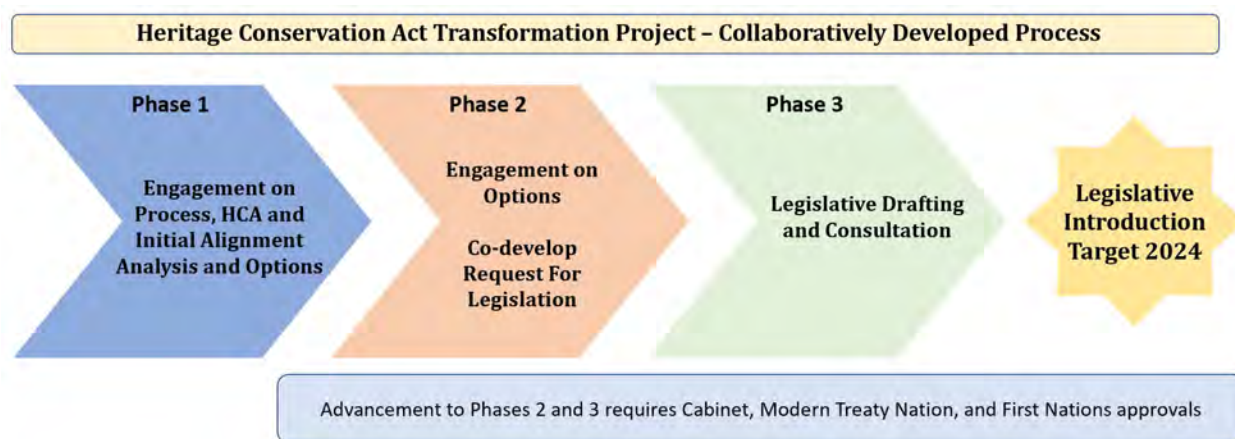 Heritage Conservation Act Transformation Project – Collaboratively Developed Process
Phase 1
Engagement on
Process, HCA and
Initial Alignment
Analysis and Options
Phase 2
Engagement on
Options
Co-develop
Request For
Legislation
Phase 3
Legislative Drafting
and Consultation
Legislative
Introduction
Target 2024
Advancement to Phases 2 and 3 requires Cabinet, Modern Treaty Nation, and First Nations approvals